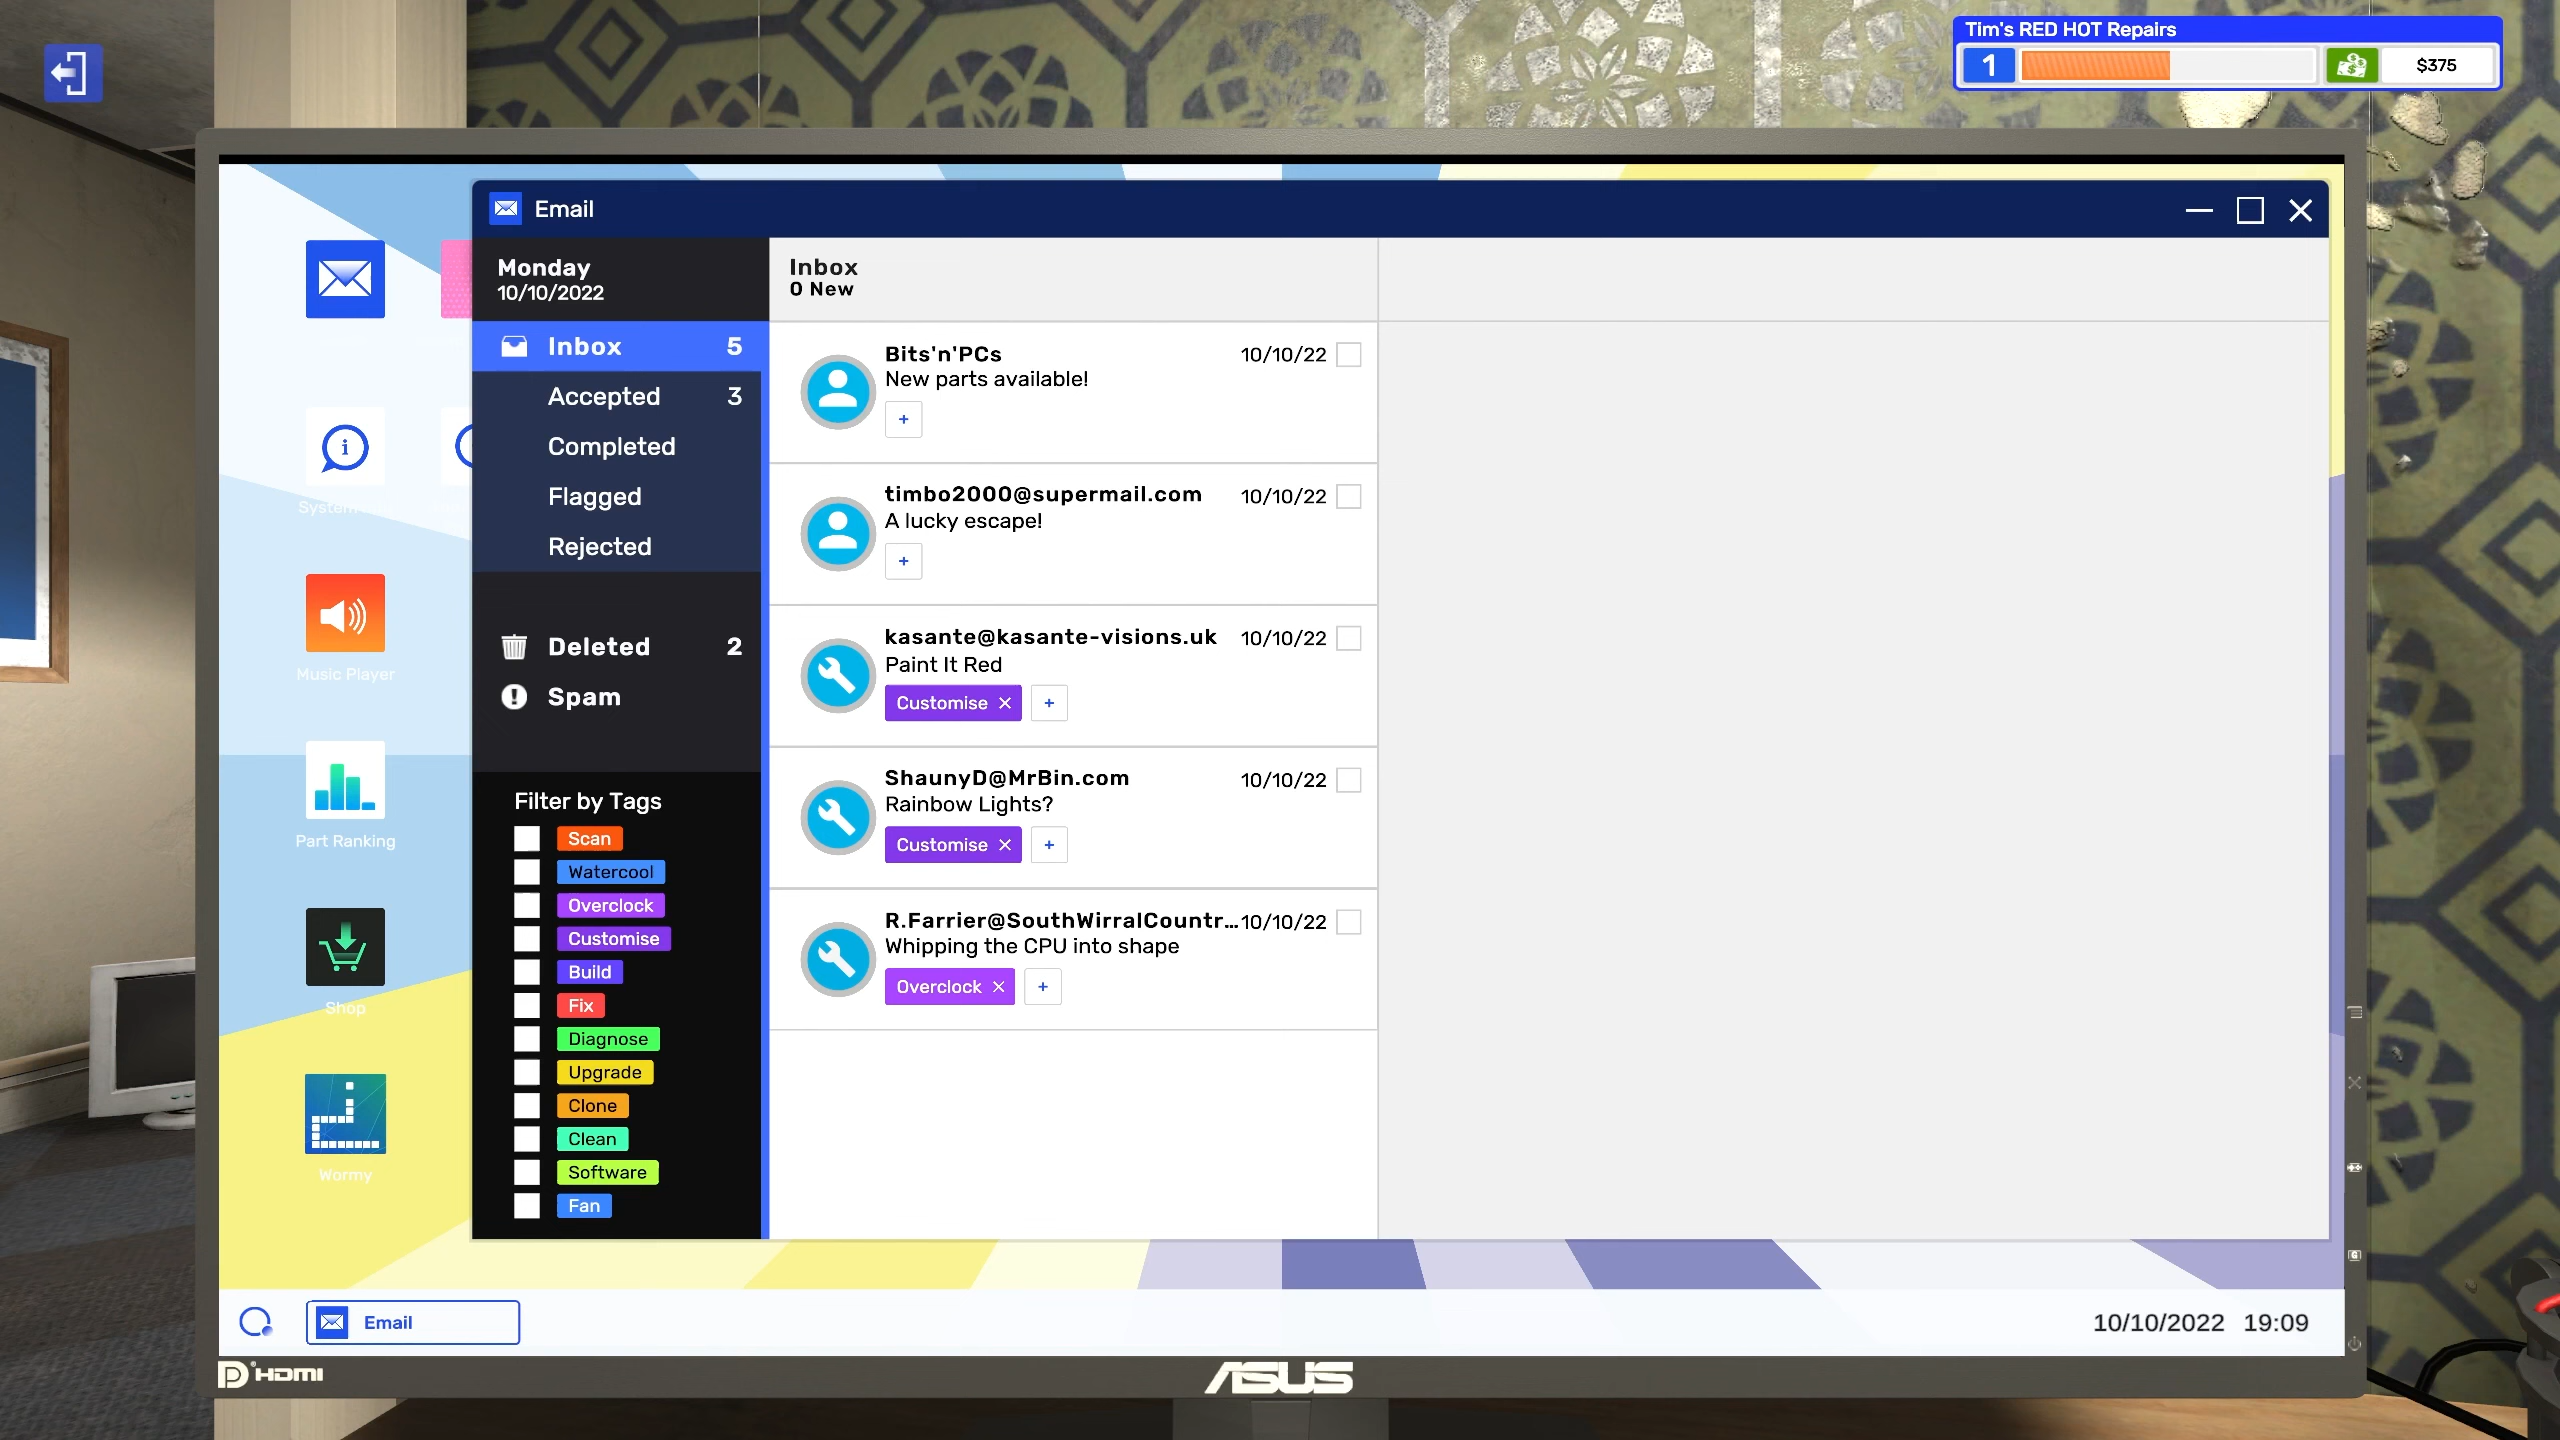 Tim's RED HOT Repairs
1
$375
Email
Monday
10/10/2022
Inbox 5
Accepted 3
Completed
Flagged
Rejected
Deleted 2
Spam
Filter by Tags
Scan
Watercool
Overclock
Customise
Build
Fix
Diagnose
Upgrade
Clone
Clean
Software
Fan
Inbox
0 New
Bits'n'PCs 10/10/22
New parts available!
+
timbo2000@supermail.com 10/10/22
A lucky escape!
+
kasante@kasante-visions.uk 10/10/22
Paint It Red
Customise × +
ShaunyD@MrBin.com 10/10/22
Rainbow Lights?
Customise × +
R.Farrier@SouthWirralCountr... 10/10/22
Whipping the CPU into shape
Overclock × +
System
Music Player
Part Ranking
Shop
Wormy
Email
10/10/2022 19:09
HDMI
ASUS